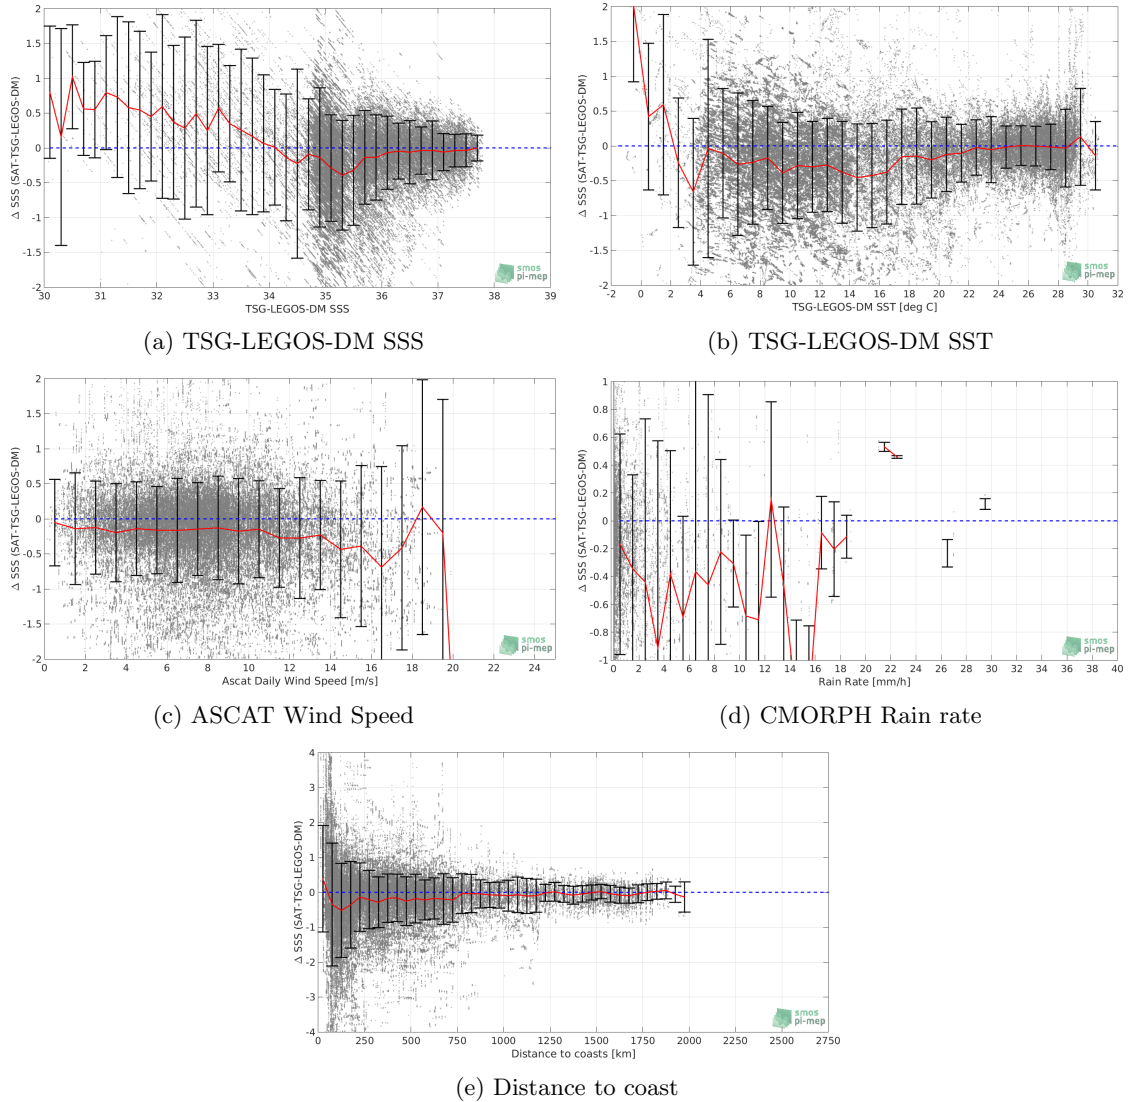 2
1.5
1
0.5
0
-0.5
-1
-1.5
-2
Δ SSS (SAT-TSG-LEGOS-DM)
30 31 32 33 34 35 36 37 38 39
TSG-LEGOS-DM SSS
smos
pi-mep
(a) TSG-LEGOS-DM SSS
2
1.5
1
0.5
0
-0.5
-1
-1.5
-2
Δ SSS (SAT-TSG-LEGOS-DM)
-2 0 2 4 6 8 10 12 14 16 18 20 22 24 26 28 30 32
TSG-LEGOS-DM SST [deg C]
smos
pi-mep
(b) TSG-LEGOS-DM SST
2
1.5
1
0.5
0
-0.5
-1
-1.5
-2
Δ SSS (SAT-TSG-LEGOS-DM)
0 2 4 6 8 10 12 14 16 18 20 22 24
Ascat Daily Wind Speed [m/s]
smos
pi-mep
(c) ASCAT Wind Speed
1
0.8
0.6
0.4
0.2
0
-0.2
-0.4
-0.6
-0.8
-1
Δ SSS (SAT-TSG-LEGOS-DM)
0 2 4 6 8 10 12 14 16 18 20 22 24 26 28 30 32 34 36 38 40
Rain Rate [mm/h]
smos
pi-mep
(d) CMORPH Rain rate
4
3
2
1
0
-1
-2
-3
-4
Δ SSS (SAT-TSG-LEGOS-DM)
0 250 500 750 1000 1250 1500 1750 2000 2250 2500 2750
Distance to coasts [km]
smos
pi-mep
(e) Distance to coast